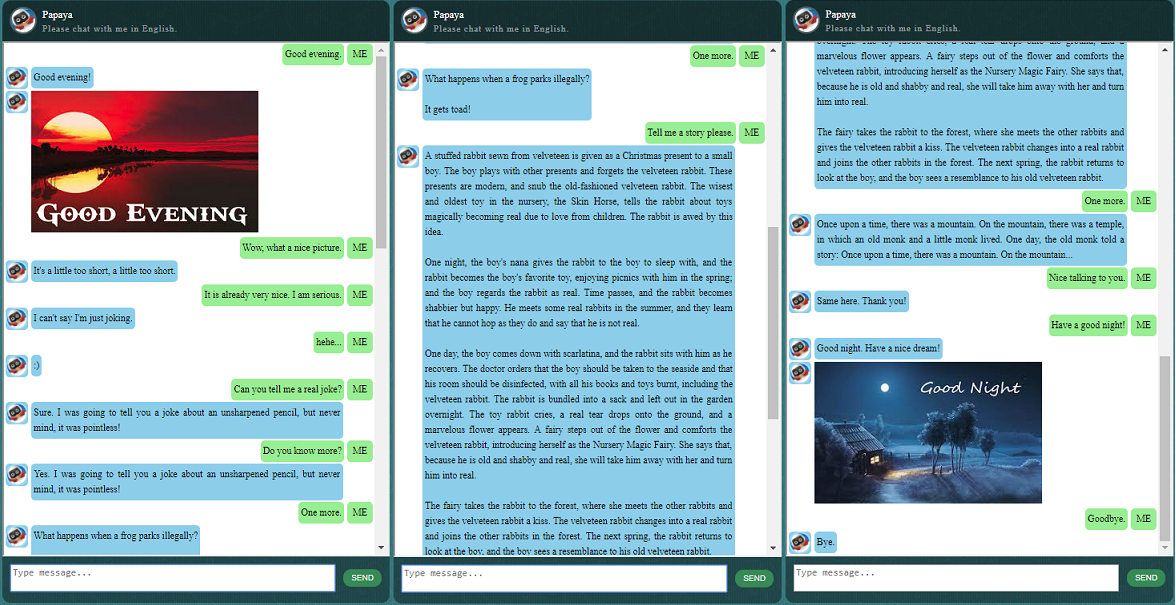 Papaya
Please chat with me in English.
Good evening. ME
Good evening!
GOOD EVENING
Wow, what a nice picture. ME
It's a little too short, a little too short.
It is already very nice. I am serious. ME
I can't say I'm just joking.
hehe... ME
:)
Can you tell me a real joke? ME
Sure. I was going to tell you a joke about an unsharpened pencil, but never
mind, it was pointless!
Do you know more? ME
Yes. I was going to tell you a joke about an unsharpened pencil, but never
mind, it was pointless!
One more. ME
What happens when a frog parks illegally?
Type message... SEND
Papaya
Please chat with me in English.
One more. ME
What happens when a frog parks illegally?
It gets toad!
Tell me a story please. ME
A stuffed rabbit sewn from velveteen is given as a Christmas present to a small
boy. The boy plays with other presents and forgets the velveteen rabbit. These
presents are modern, and snub the old-fashioned velveteen rabbit. The wisest
and oldest toy in the nursery, the Skin Horse, tells the rabbit about toys
magically becoming real due to love from children. The rabbit is awed by this
idea.
One night, the boy's nana gives the rabbit to the boy to sleep with, and the
rabbit becomes the boy's favorite toy, enjoying picnics with him in the spring;
and the boy regards the rabbit as real. Time passes, and the rabbit becomes
shabbier but happy. He meets some real rabbits in the summer, and they learn
that he cannot hop as they do and say that he is not real.
One day, the boy comes down with scarlatina, and the rabbit sits with him as he
recovers. The doctor orders that the boy should be taken to the seaside and that
his room should be disinfected, with all his books and toys burnt, including the
velveteen rabbit. The rabbit is bundled into a sack and left out in the garden
overnight. The toy rabbit cries, a real tear drops onto the ground, and a
marvelous flower appears. A fairy steps out of the flower and comforts the
velveteen rabbit, introducing herself as the Nursery Magic Fairy. She says that,
because he is old and shabby and real, she will take him away with her and turn
him into real.
The fairy takes the rabbit to the forest, where she meets the other rabbits and
gives the velveteen rabbit a kiss. The velveteen rabbit changes into a real rabbit
and joins the other rabbits in the forest. The next spring, the rabbit returns to
look at the boy, and the boy sees a resemblance to his old velveteen rabbit.
Type message... SEND
Papaya
Please chat with me in English.
overnight. The toy rabbit cries, a real tear drops onto the ground, and a
marvelous flower appears. A fairy steps out of the flower and comforts the
velveteen rabbit, introducing herself as the Nursery Magic Fairy. She says that,
because he is old and shabby and real, she will take him away with her and turn
him into real.
The fairy takes the rabbit to the forest, where she meets the other rabbits and
gives the velveteen rabbit a kiss. The velveteen rabbit changes into a real rabbit
and joins the other rabbits in the forest. The next spring, the rabbit returns to
look at the boy, and the boy sees a resemblance to his old velveteen rabbit.
One more. ME
Once upon a time, there was a mountain. On the mountain, there was a temple,
in which an old monk and a little monk lived. One day, the old monk told a
story: Once upon a time, there was a mountain. On the mountain...
Nice talking to you. ME
Same here. Thank you!
Have a good night! ME
Good night. Have a nice dream!
Good Night
Goodbye. ME
Bye.
Type message... SEND